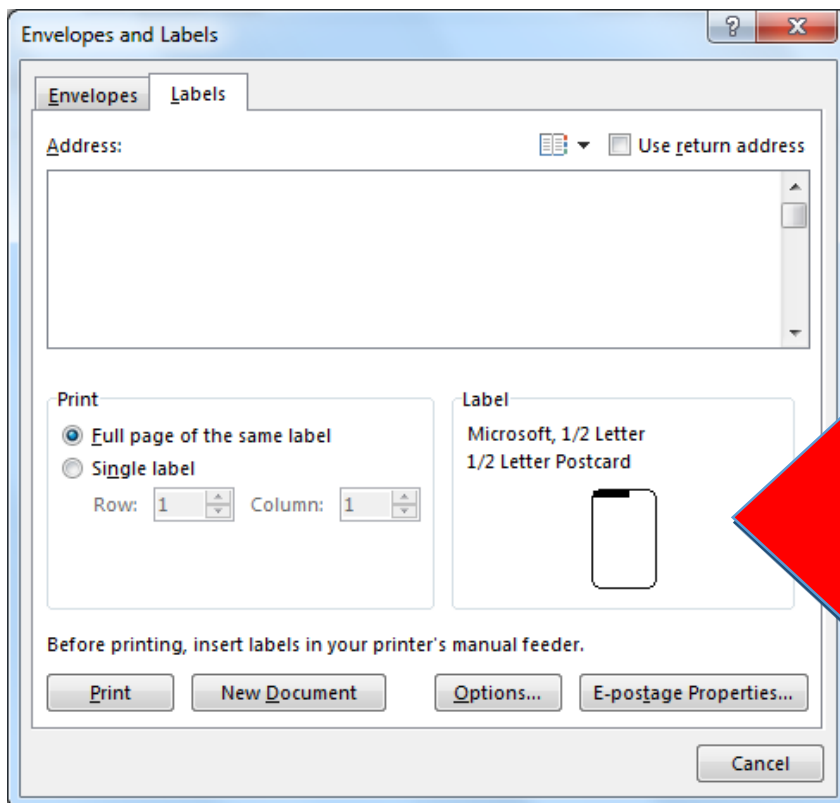 Envelopes and Labels
Envelopes Labels
Address: Use return address
Print
Full page of the same label
Single label
Row: 1 Column: 1
Label
Microsoft, 1/2 Letter
1/2 Letter Postcard
Before printing, insert labels in your printer's manual feeder.
Print New Document Options... E-postage Properties...
Cancel